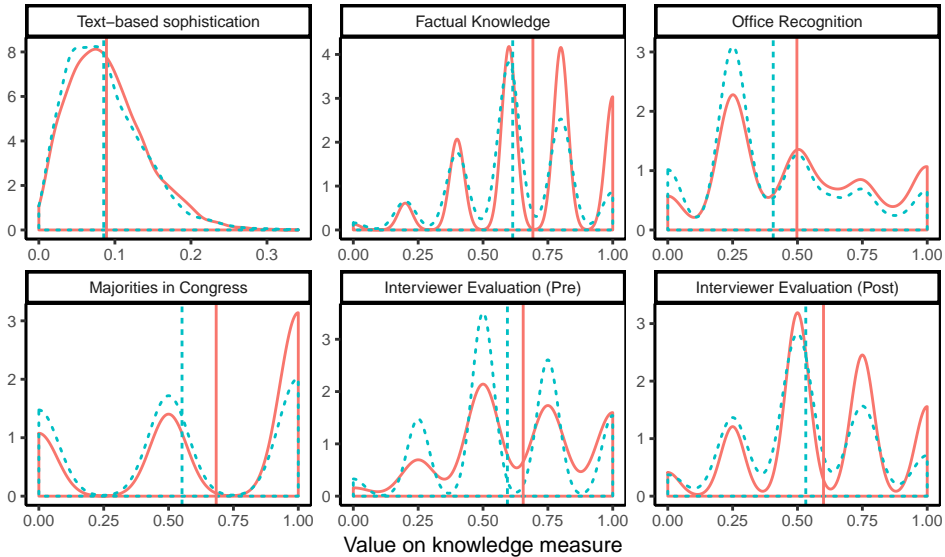 Text−based sophistication
Factual Knowledge
Office Recognition
8
6
4
2
0
0.0 0.1 0.2 0.3
4
3
2
1
0
0.00 0.25 0.50 0.75 1.00
3
2
1
0
0.00 0.25 0.50 0.75 1.00
Majorities in Congress
Interviewer Evaluation (Pre)
Interviewer Evaluation (Post)
3
2
1
0
0.00 0.25 0.50 0.75 1.00
3
2
1
0
0.00 0.25 0.50 0.75 1.00
3
2
1
0
0.00 0.25 0.50 0.75 1.00
Value on knowledge measure